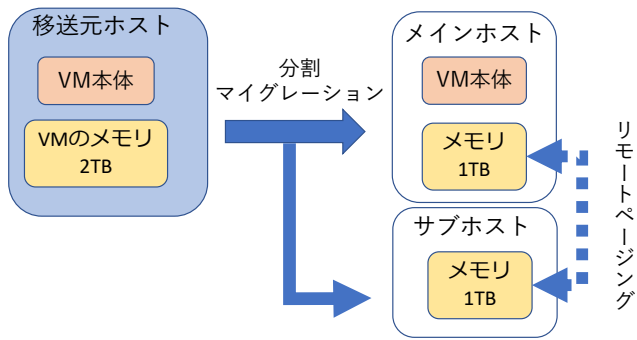 移送元ホスト
VM本体
VMのメモリ
2TB
分割
マイグレーション
メインホスト
VM本体
メモリ
1TB
サブホスト
メモリ
1TB
リモートページング